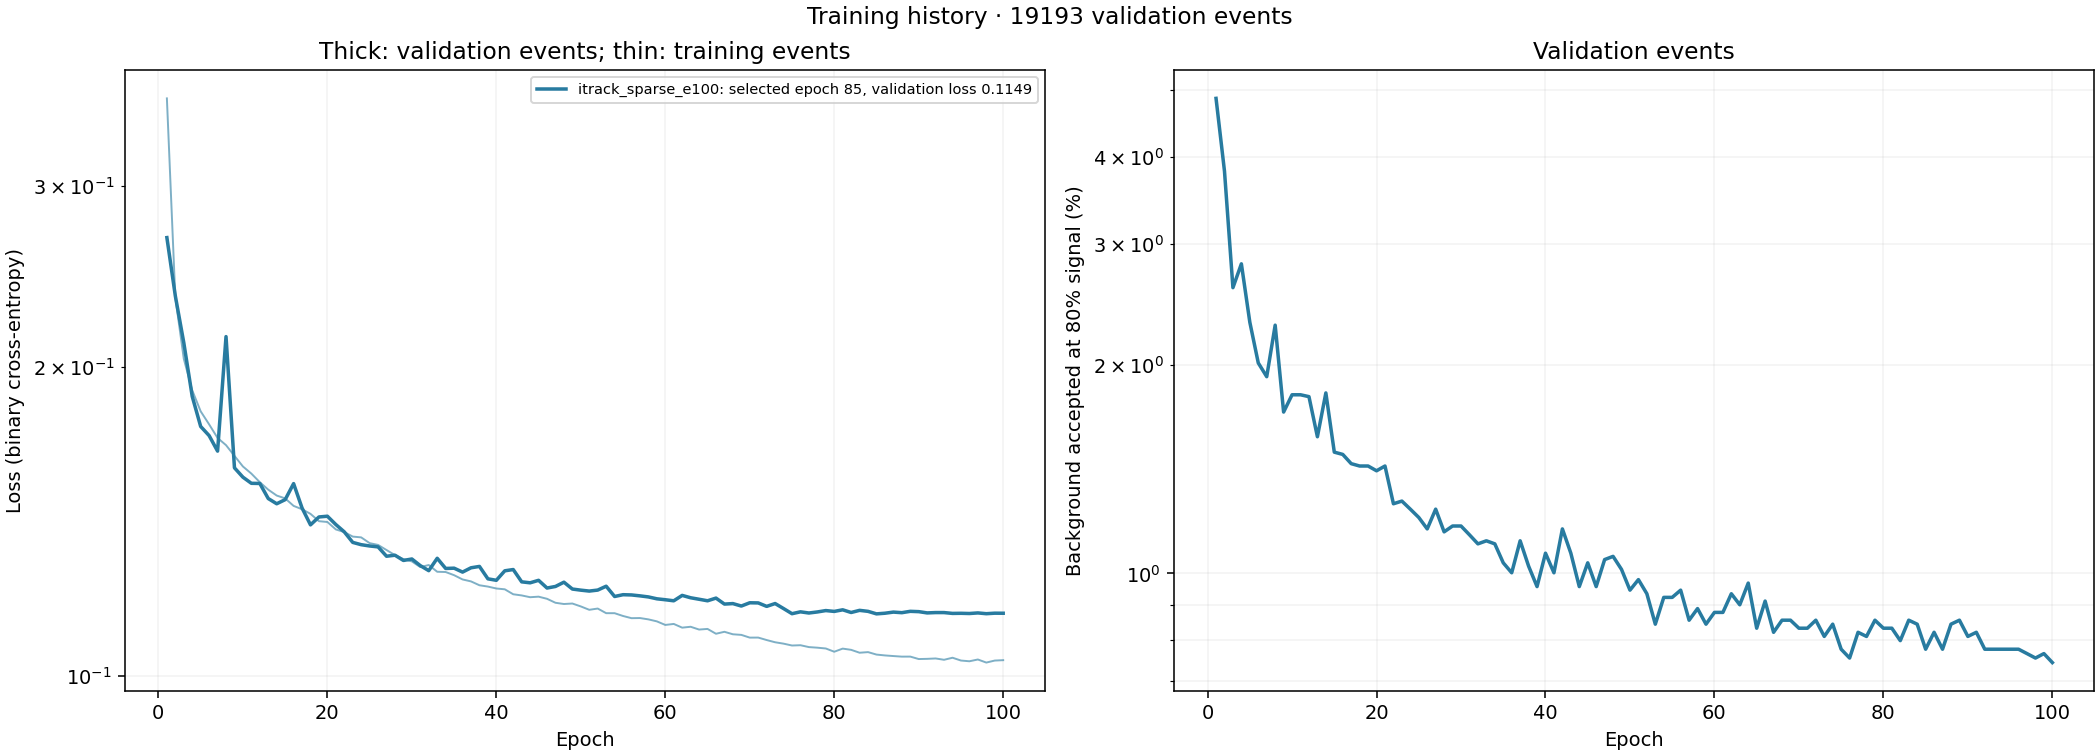 Training history · 19193 validation events
Thick: validation events; thin: training events
itrack_sparse_e100: selected epoch 85, validation loss 0.1149
Loss (binary cross-entropy)
3 × 10⁻¹
2 × 10⁻¹
10⁻¹
0 20 40 60 80 100
Epoch
Validation events
Background accepted at 80% signal (%)
4 × 10⁰
3 × 10⁰
2 × 10⁰
10⁰
0 20 40 60 80 100
Epoch